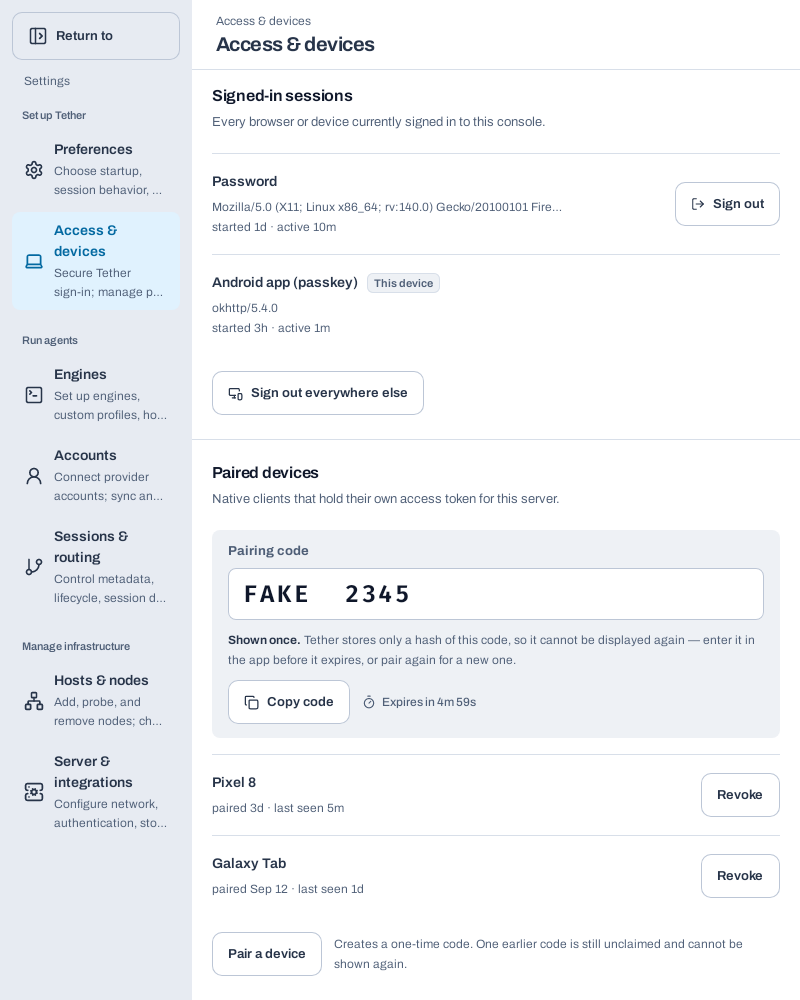 Return to
Settings
Set up Tether
Preferences
Choose startup,
session behavior, ...
Access &
devices
Secure Tether
sign-in; manage p...
Run agents
Engines
Set up engines,
custom profiles, ho...
Accounts
Connect provider
accounts; sync an...
Sessions &
routing
Control metadata,
lifecycle, session d...
Manage infrastructure
Hosts & nodes
Add, probe, and
remove nodes; ch...
Server &
integrations
Configure network,
authentication, sto...
Access & devices
Access & devices
Signed-in sessions
Every browser or device currently signed in to this console.
Password
Mozilla/5.0 (X11; Linux x86_64; rv:140.0) Gecko/20100101 Fire...
started 1d · active 10m
Sign out
Android app (passkey) This device
okhttp/5.4.0
started 3h · active 1m
Sign out everywhere else
Paired devices
Native clients that hold their own access token for this server.
Pairing code
FAKE 2345
Shown once. Tether stores only a hash of this code, so it cannot be displayed again — enter it in
the app before it expires, or pair again for a new one.
Copy code Expires in 4m 59s
Pixel 8
paired 3d · last seen 5m
Revoke
Galaxy Tab
paired Sep 12 · last seen 1d
Revoke
Pair a device
Creates a one-time code. One earlier code is still unclaimed and cannot be
shown again.